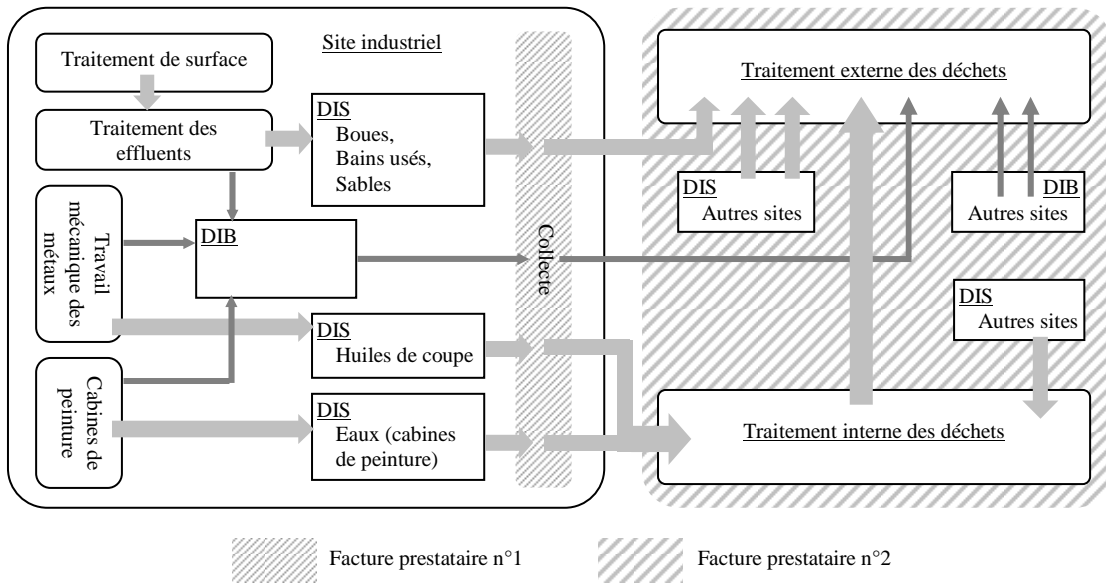 Site industriel
Traitement de surface
Traitement des
effluents
DIS
Boues,
Bains usés,
Sables
Travail
mécanique des
métaux
DIB
DIS
Huiles de coupe
Cabines de
peinture
DIS
Eaux (cabines
de peinture)
Collecte
Traitement externe des déchets
DIS
Autres sites
DIB
Autres sites
DIS
Autres sites
Traitement interne des déchets
Facture prestataire n°1
Facture prestataire n°2